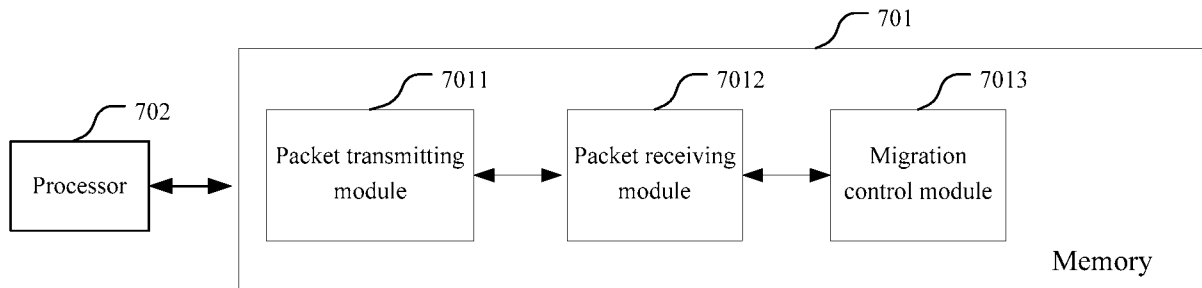 701
7011
7012
7013
702
Processor
Packet transmitting
module
Packet receiving
module
Migration
control module
Memory